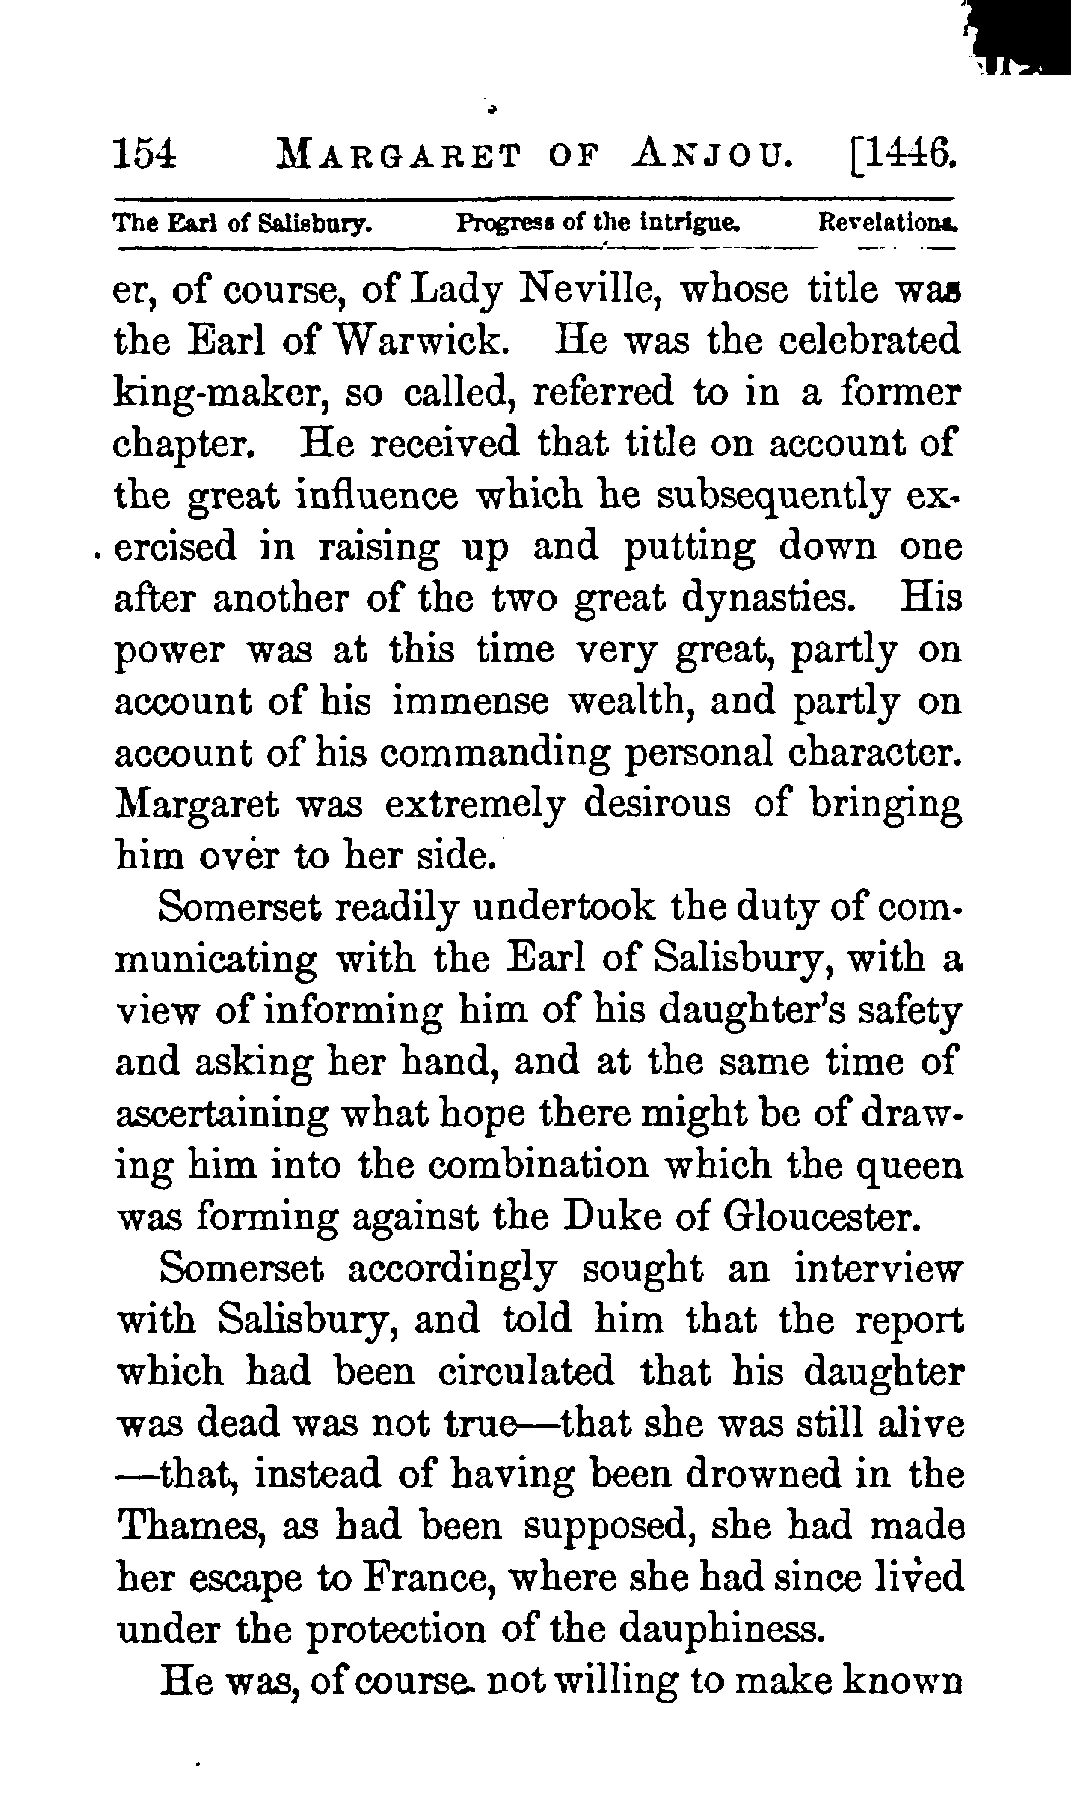 154 MARGARET OF ANJOU. [1446.
The Earl of Salisbury. Progress of the intrigue. Revelations.
er, of course, of Lady Neville, whose title was
the Earl of Warwick. He was the celebrated
king-maker, so called, referred to in a former
chapter. He received that title on account of
the great influence which he subsequently ex-
ercised in raising up and putting down one
after another of the two great dynasties. His
power was at this time very great, partly on
account of his immense wealth, and partly on
account of his commanding personal character.
Margaret was extremely desirous of bringing
him over to her side.
Somerset readily undertook the duty of com-
municating with the Earl of Salisbury, with a
view of informing him of his daughter's safety
and asking her hand, and at the same time of
ascertaining what hope there might be of draw-
ing him into the combination which the queen
was forming against the Duke of Gloucester.
Somerset accordingly sought an interview
with Salisbury, and told him that the report
which had been circulated that his daughter
was dead was not true—that she was still alive
—that, instead of having been drowned in the
Thames, as had been supposed, she had made
her escape to France, where she had since lived
under the protection of the dauphiness.
He was, of course. not willing to make known